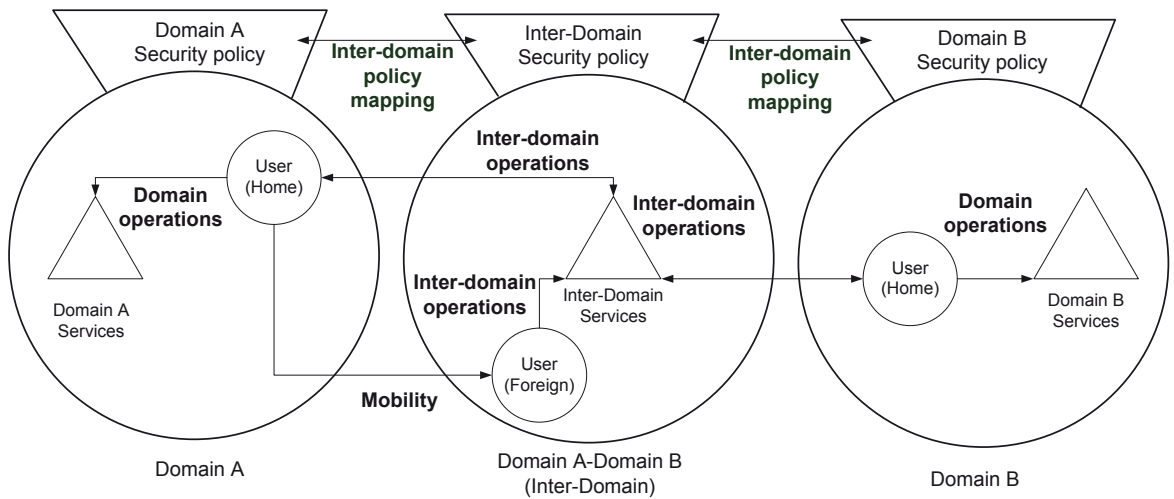 Domain A
Security policy
Inter-domain
policy
mapping
Inter-Domain
Security policy
Inter-domain
policy
mapping
Domain B
Security policy
User
(Home)
Domain
operations
Domain A
Services
Inter-domain
operations
Inter-domain
operations
Inter-domain
operations
Inter-Domain
Services
User
(Foreign)
Mobility
Domain
operations
User
(Home)
Domain B
Services
Domain A
Domain A-Domain B
(Inter-Domain)
Domain B